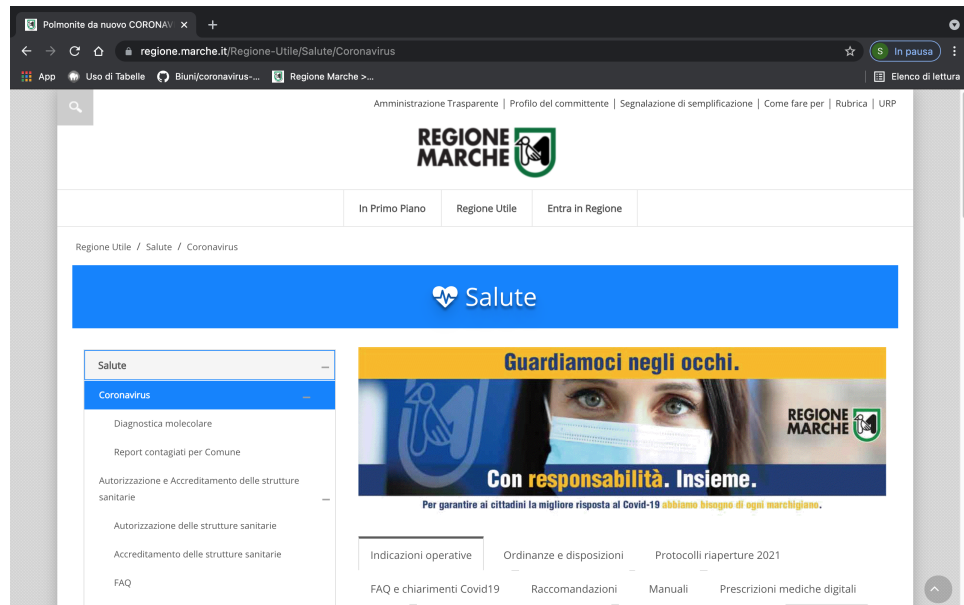 Polmonite da nuovo CORONAV
regione.marche.it/Regione-Utile/Salute/Coronavirus
S In pausa
App Uso di Tabelle Biuni/coronavirus-... Regione Marche >... Elenco di lettura
Amministrazione Trasparente | Profilo del committente | Segnalazione di semplificazione | Come fare per | Rubrica | URP
REGIONE
MARCHE
In Primo Piano Regione Utile Entra in Regione
Regione Utile / Salute / Coronavirus
Salute
Salute
Coronavirus
Diagnostica molecolare
Report contagiati per Comune
Autorizzazione e Accreditamento delle strutture
sanitarie
Autorizzazione delle strutture sanitarie
Accreditamento delle strutture sanitarie
FAQ
Guardiamoci negli occhi.
REGIONE
MARCHE
Con responsabilità. Insieme.
Per garantire ai cittadini la migliore risposta al Covid-19 abbiamo bisogno di ogni marchigiano.
Indicazioni operative Ordinanze e disposizioni Protocolli riaperture 2021
FAQ e chiarimenti Covid19 Raccomandazioni Manuali Prescrizioni mediche digitali